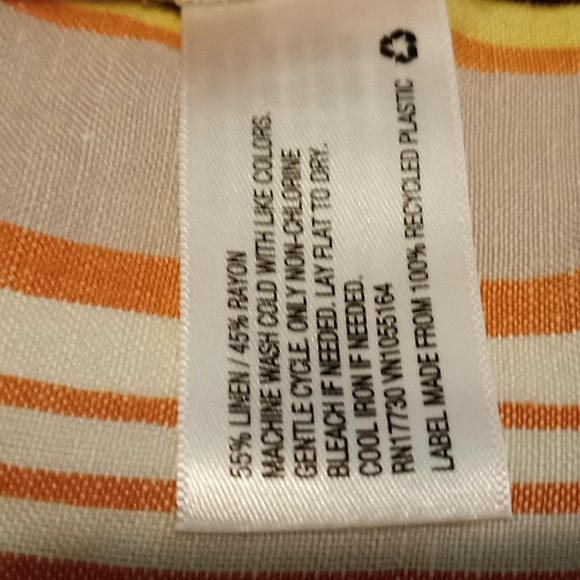 55% LINEN / 45% RAYON
MACHINE WASH COLD WITH LIKE COLORS.
GENTLE CYCLE. ONLY NON-CHLORINE
BLEACH IF NEEDED. LAY FLAT TO DRY.
COOL IRON IF NEEDED.
RN17730 VN1055164
LABEL MADE FROM 100% RECYCLED PLASTIC